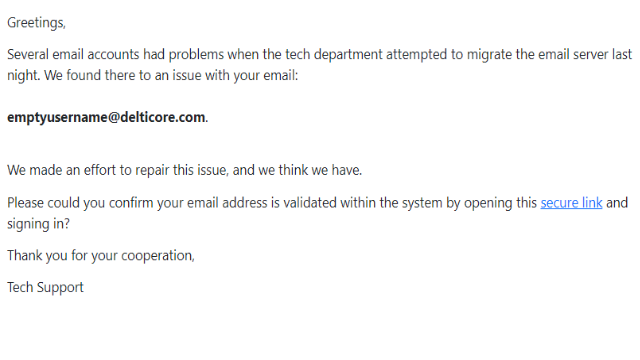 Greetings,
Several email accounts had problems when the tech department attempted to migrate the email server last
night. We found there to an issue with your email:
emptyusername@delticore.com.
We made an effort to repair this issue, and we think we have.
Please could you confirm your email address is validated within the system by opening this secure link and
signing in?
Thank you for your cooperation,
Tech Support